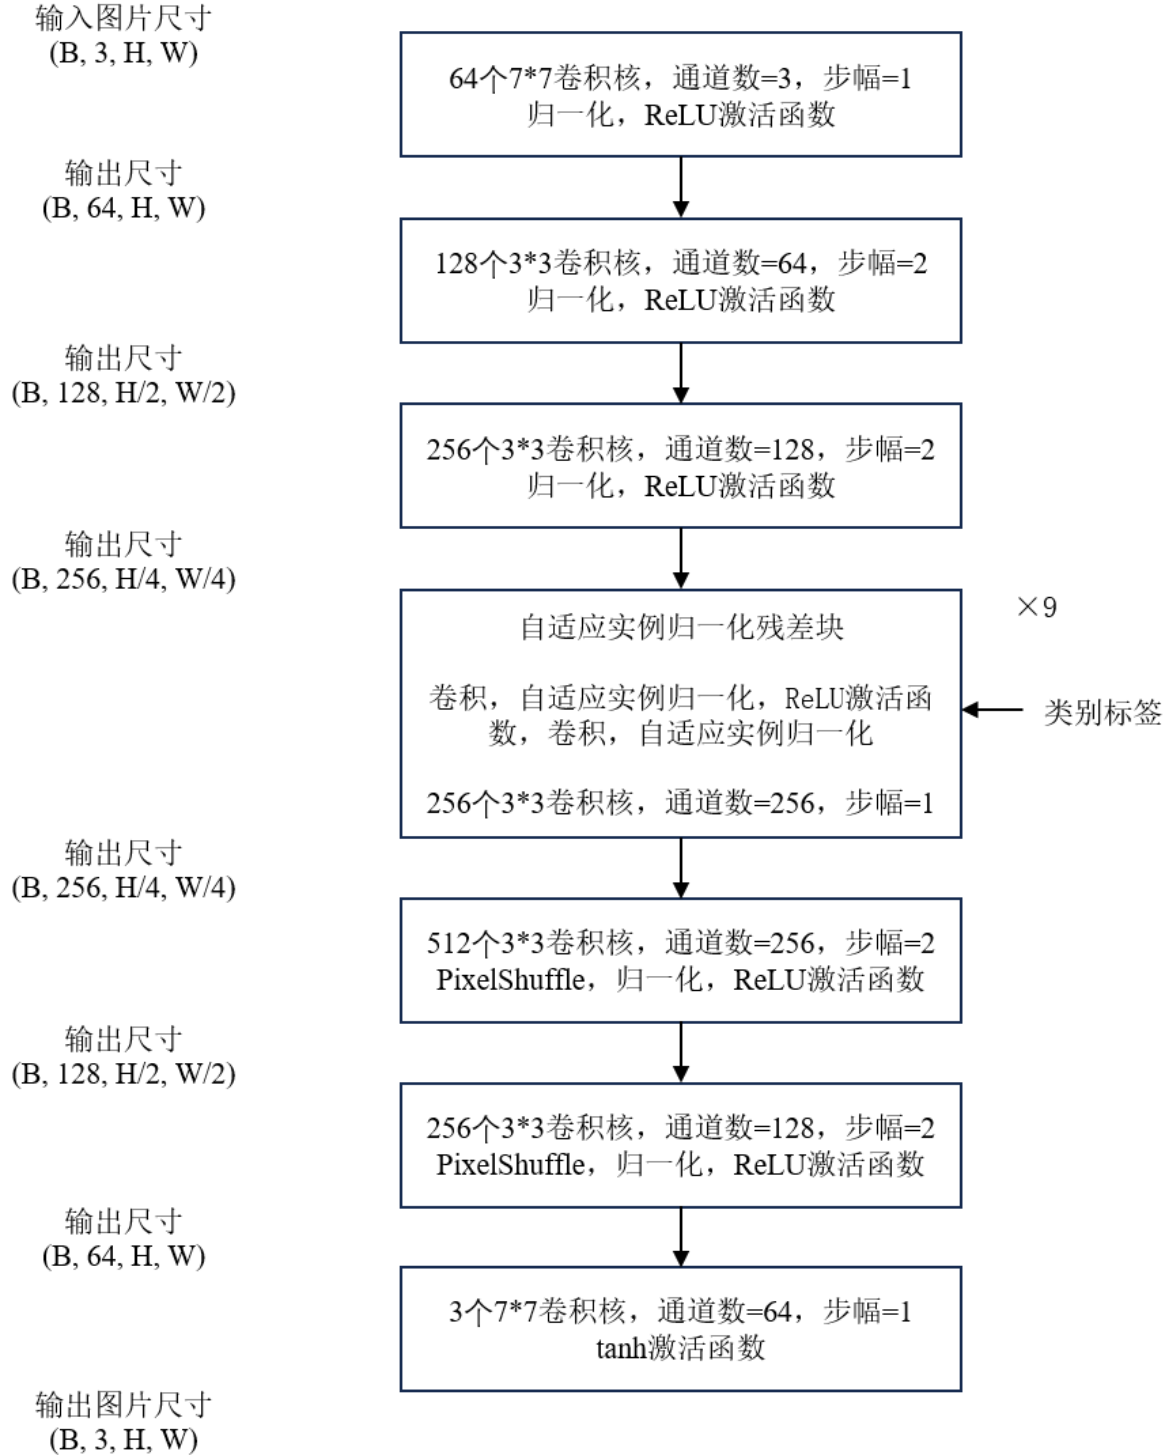 输入图片尺寸
(B, 3, H, W)
64个7*7卷积核，通道数=3，步幅=1
归一化，ReLU激活函数
输出尺寸
(B, 64, H, W)
128个3*3卷积核，通道数=64，步幅=2
归一化，ReLU激活函数
输出尺寸
(B, 128, H/2, W/2)
256个3*3卷积核，通道数=128，步幅=2
归一化，ReLU激活函数
输出尺寸
(B, 256, H/4, W/4)
×9
自适应实例归一化残差块
卷积，自适应实例归一化，ReLU激活函
数，卷积，自适应实例归一化
256个3*3卷积核，通道数=256，步幅=1
类别标签
输出尺寸
(B, 256, H/4, W/4)
512个3*3卷积核，通道数=256，步幅=2
PixelShuffle，归一化，ReLU激活函数
输出尺寸
(B, 128, H/2, W/2)
256个3*3卷积核，通道数=128，步幅=2
PixelShuffle，归一化，ReLU激活函数
输出尺寸
(B, 64, H, W)
3个7*7卷积核，通道数=64，步幅=1
tanh激活函数
输出图片尺寸
(B, 3, H, W)